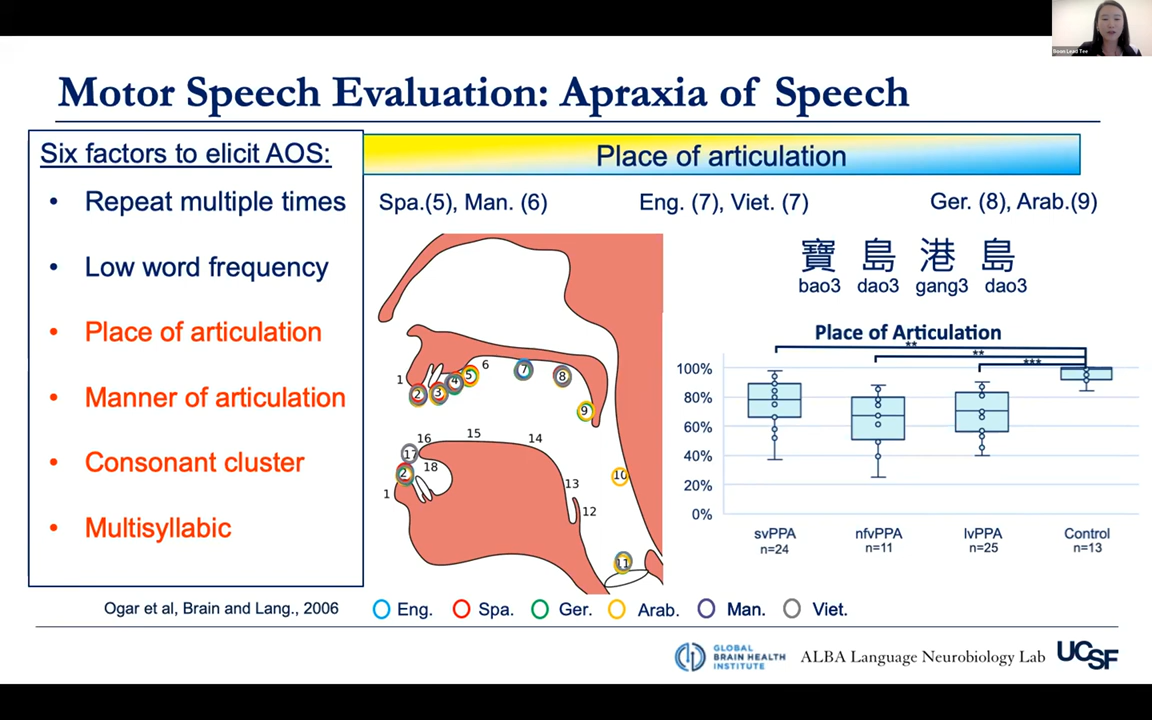 Boon Lead Tee
Motor Speech Evaluation: Apraxia of Speech
Six factors to elicit AOS:
• Repeat multiple times
• Low word frequency
• Place of articulation
• Manner of articulation
• Consonant cluster
• Multisyllabic
Ogar et al, Brain and Lang., 2006
Place of articulation
Spa.(5), Man. (6) Eng. (7), Viet. (7) Ger. (8), Arab.(9)
寶 島 港 島
bao3 dao3 gang3 dao3
1
2
3
4
5
6
7
8
9
10
11
12
13
14
15
16
17
18
2
1
Eng. Spa. Ger. Arab. Man. Viet.
Place of Articulation
**
**
***
100%
80%
60%
40%
20%
0%
svPPA nfvPPA lvPPA Control
n=24 n=11 n=25 n=13
GLOBAL
BRAIN HEALTH
INSTITUTE
ALBA Language Neurobiology Lab
UCSF